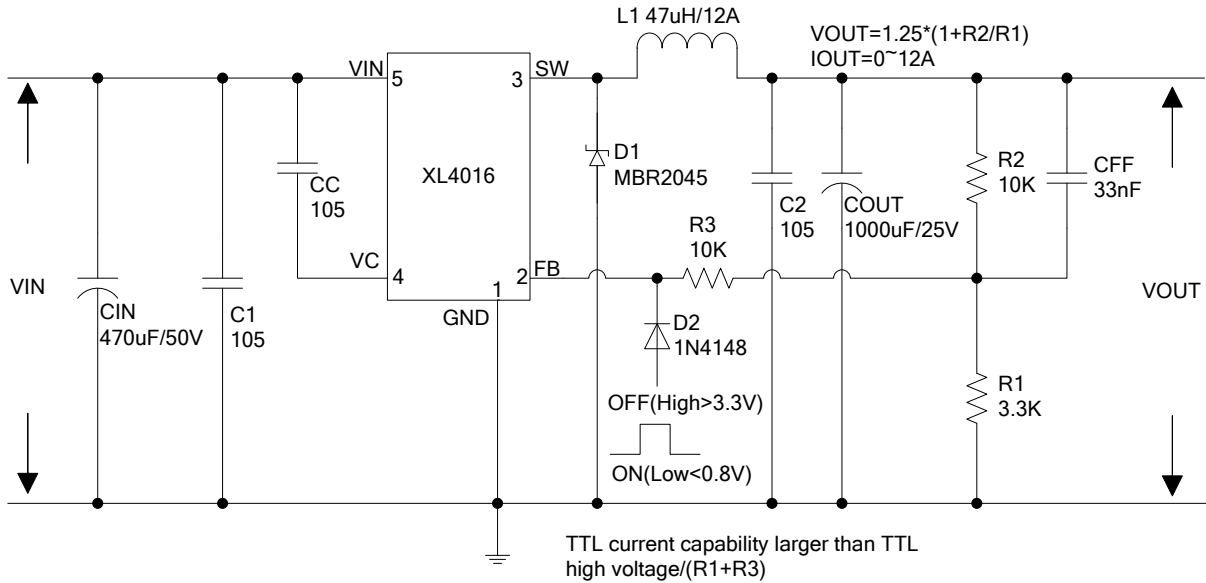 L1 47uH/12A
VOUT=1.25*(1+R2/R1)
IOUT=0~12A
VIN
5
3
SW
XL4016
CC
105
VC
4
2
FB
1
GND
D1
MBR2045
R3
10K
C2
105
COUT
1000uF/25V
R2
10K
CFF
33nF
VIN
CIN
470uF/50V
C1
105
D2
1N4148
OFF(High>3.3V)
ON(Low<0.8V)
R1
3.3K
VOUT
TTL current capability larger than TTL
high voltage/(R1+R3)